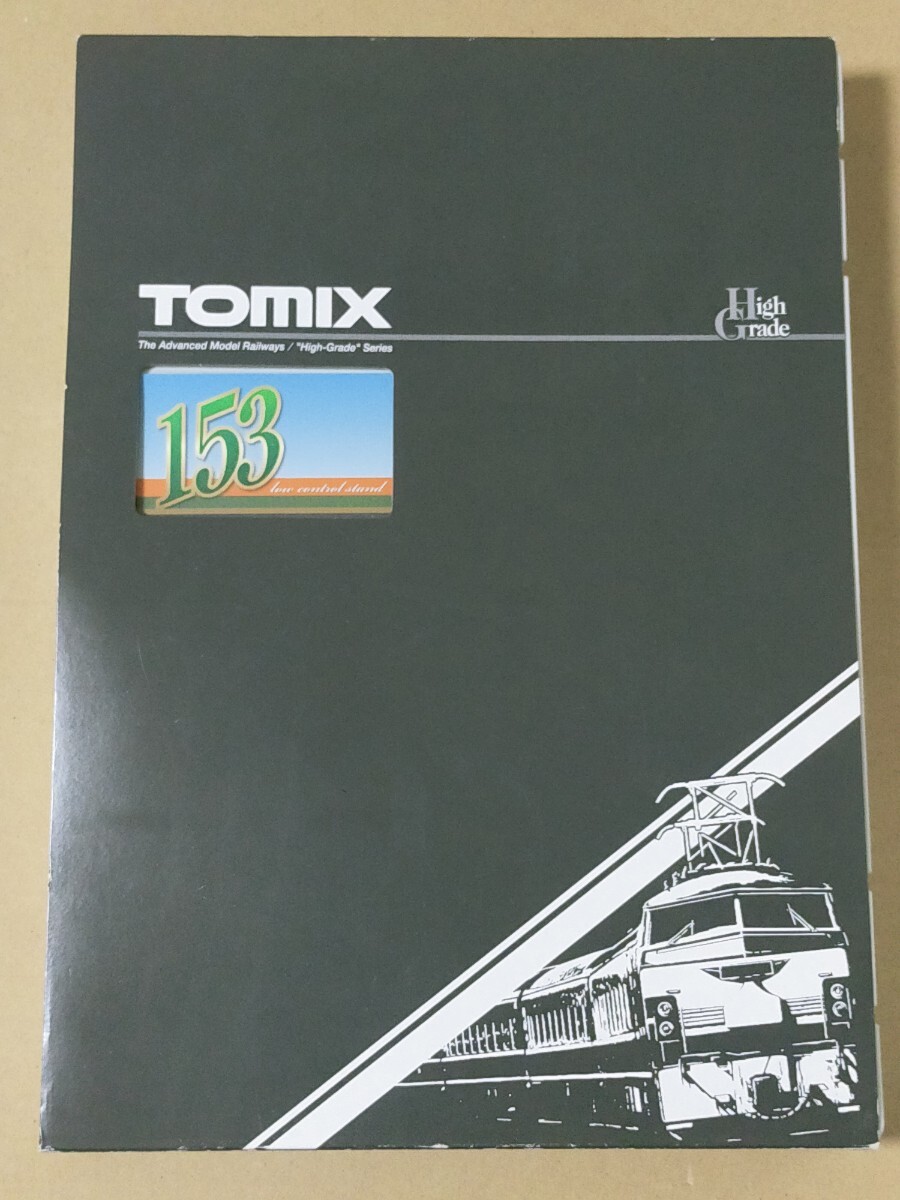 TOMIX
High Grade
The Advanced Model Railways / "High-Grade" Series
153
low control stand